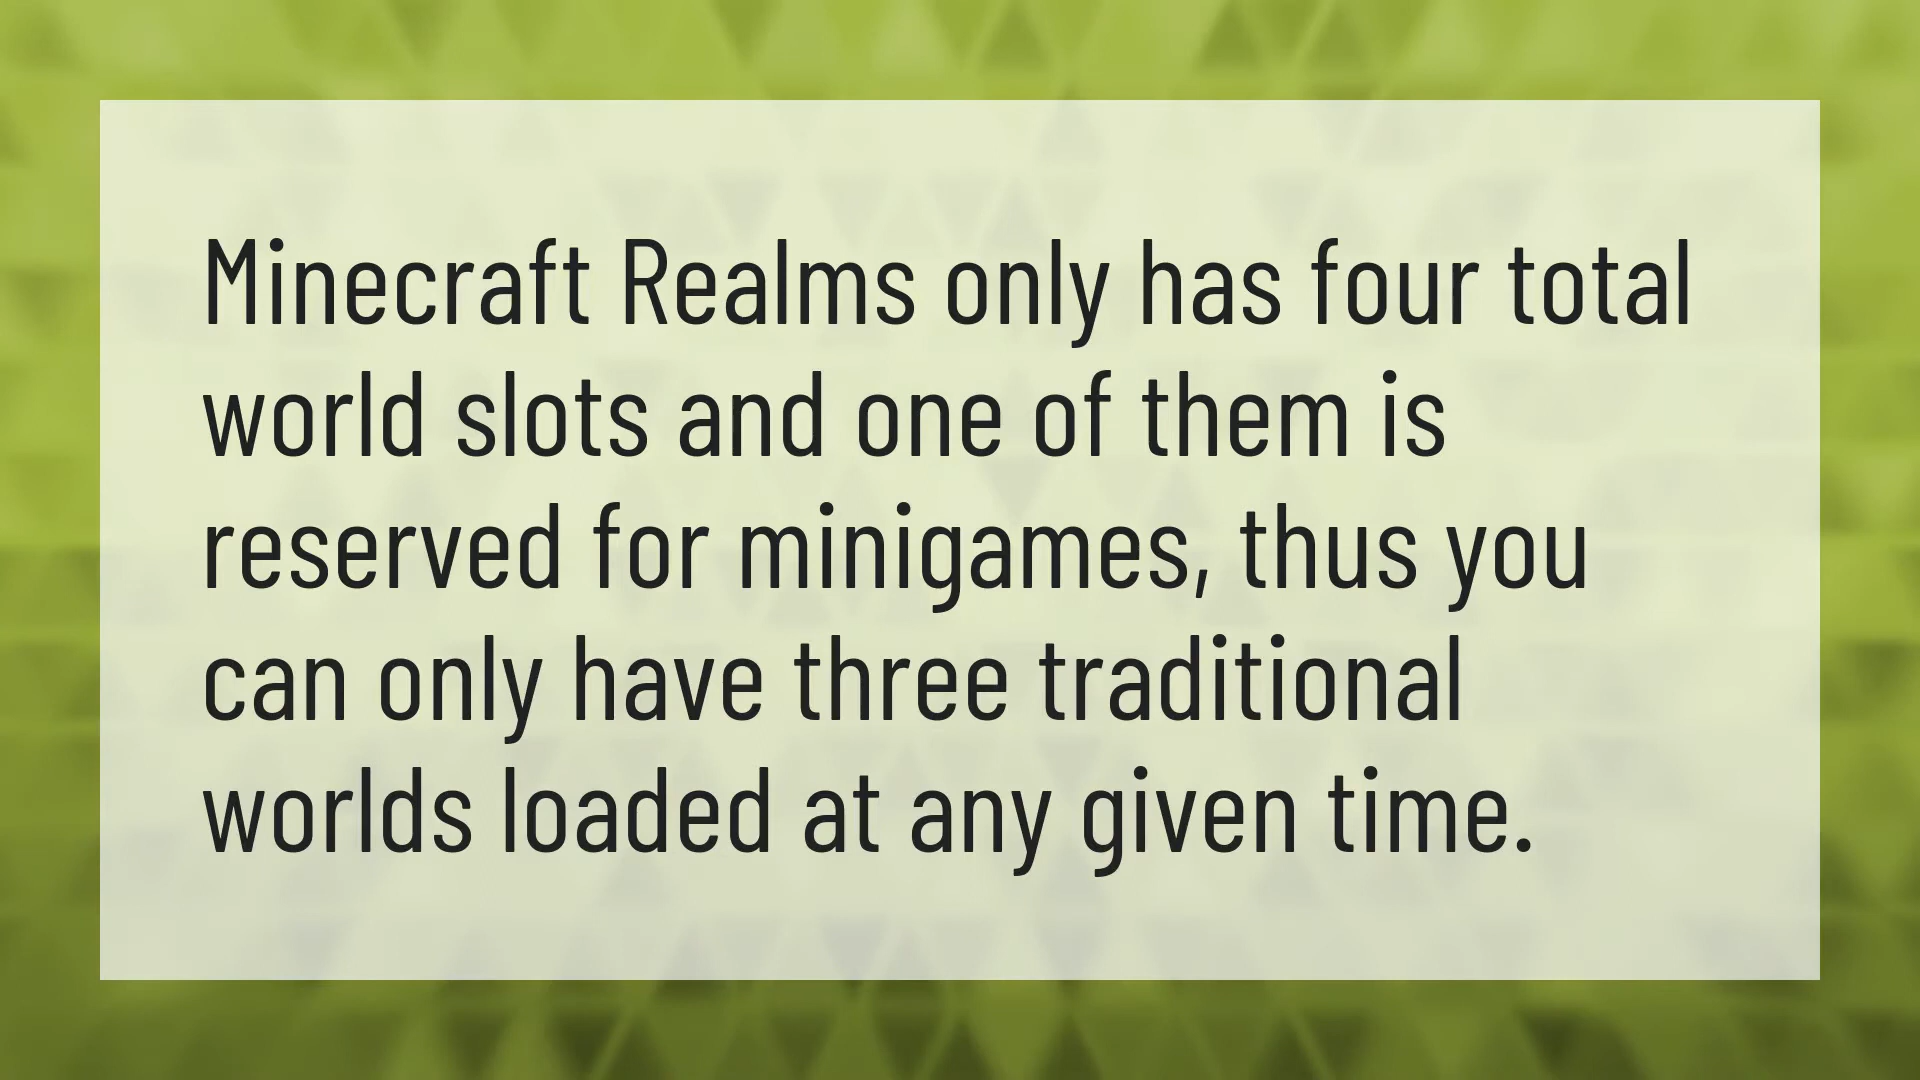 Minecraft Realms only has four total
world slots and one of them is
reserved for minigames, thus you
can only have three traditional
worlds loaded at any given time.